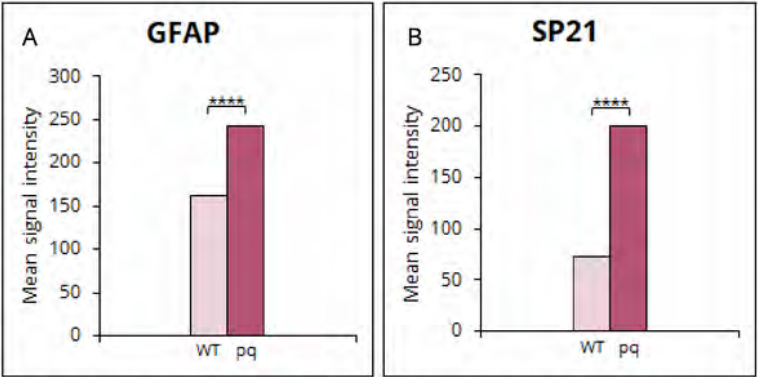 A
GFAP
Mean signal intensity
300
250
200
150
100
50
0
****
WT pq
B
SP21
Mean signal intensity
250
200
150
100
50
0
****
WT pq